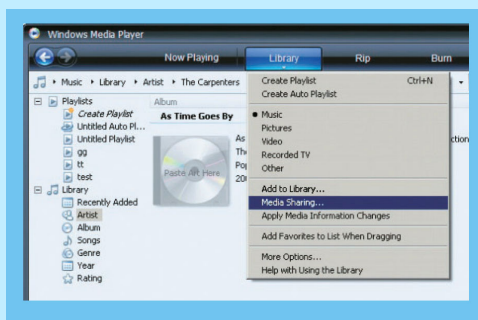 Windows Media Player
Now Playing Library Rip Burn
Music Library Artist The Carpenters
Create Playlist Ctrl+N
Create Auto Playlist
Music
Pictures
Video
Recorded TV
Other
Add to Library...
Media Sharing...
Apply Media Information Changes
Add Favorites to List When Dragging
More Options...
Help with Using the Library
Playlists
Create Playlist
Untitled Auto Pl...
Untitled Playlist
gg
tt
test
Library
Recently Added
Artist
Album
Songs
Genre
Year
Rating
Album
As Time Goes By
Paste Art Here
As